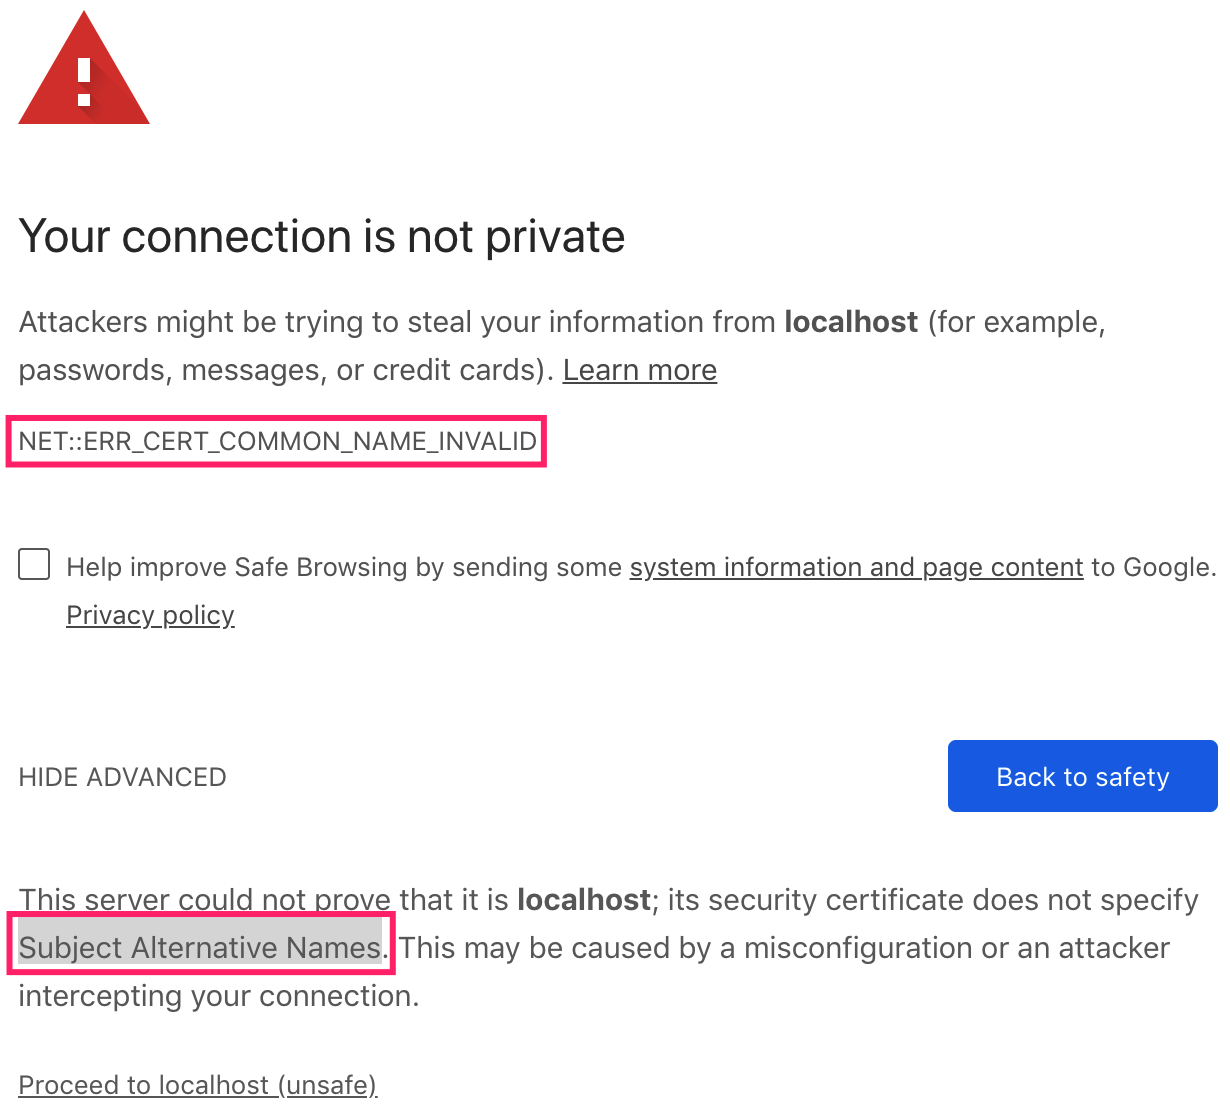 Your connection is not private
Attackers might be trying to steal your information from localhost (for example,
passwords, messages, or credit cards). Learn more
NET::ERR_CERT_COMMON_NAME_INVALID
Help improve Safe Browsing by sending some system information and page content to Google.
Privacy policy
HIDE ADVANCED
Back to safety
This server could not prove that it is localhost; its security certificate does not specify
Subject Alternative Names. This may be caused by a misconfiguration or an attacker
intercepting your connection.
Proceed to localhost (unsafe)